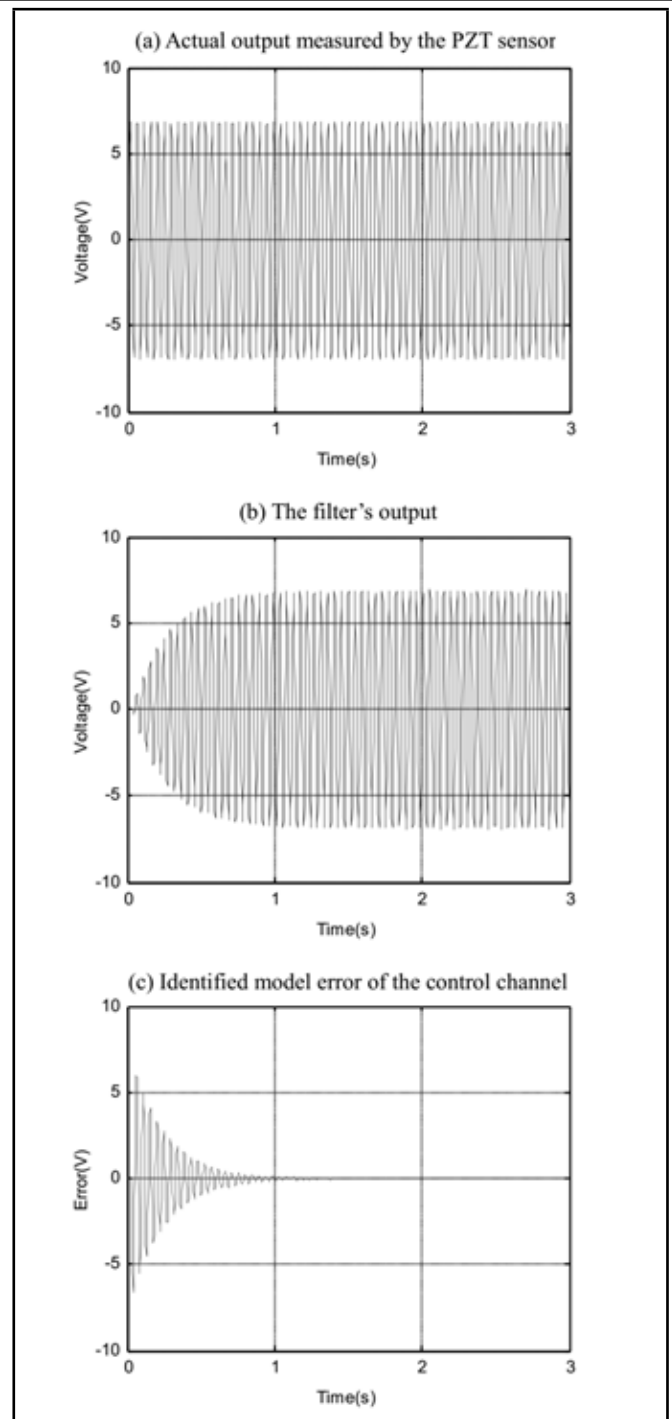 (a) Actual output measured by the PZT sensor
10
5
0
-5
-10
Voltage(V)
0 1 2 3
Time(s)
(b) The filter's output
10
5
0
-5
-10
Voltage(V)
0 1 2 3
Time(s)
(c) Identified model error of the control channel
10
5
0
-5
-10
Error(V)
0 1 2 3
Time(s)